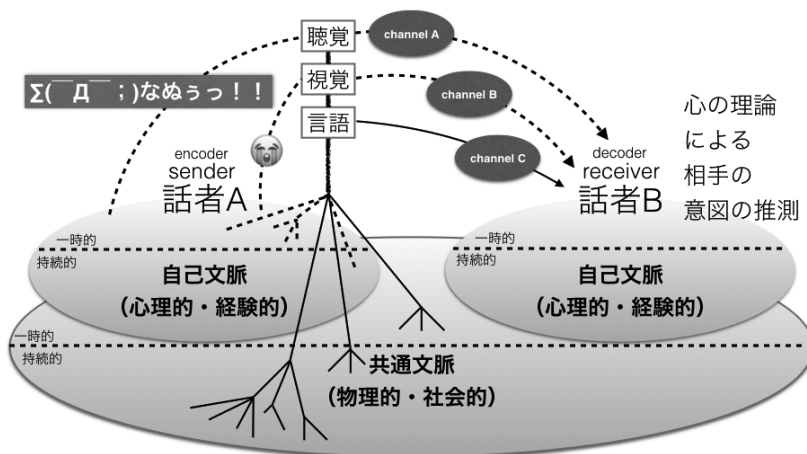 聴覚
channel A
視覚
Σ(￣Д￣；)なぬぅっ！！
channel B
心の理論
による
相手の
意図の推測
言語
channel C
encoder
sender
話者A
decoder
receiver
話者B
一時的
持続的
自己文脈
（心理的・経験的）
一時的
持続的
自己文脈
（心理的・経験的）
一時的
持続的
共通文脈
（物理的・社会的）